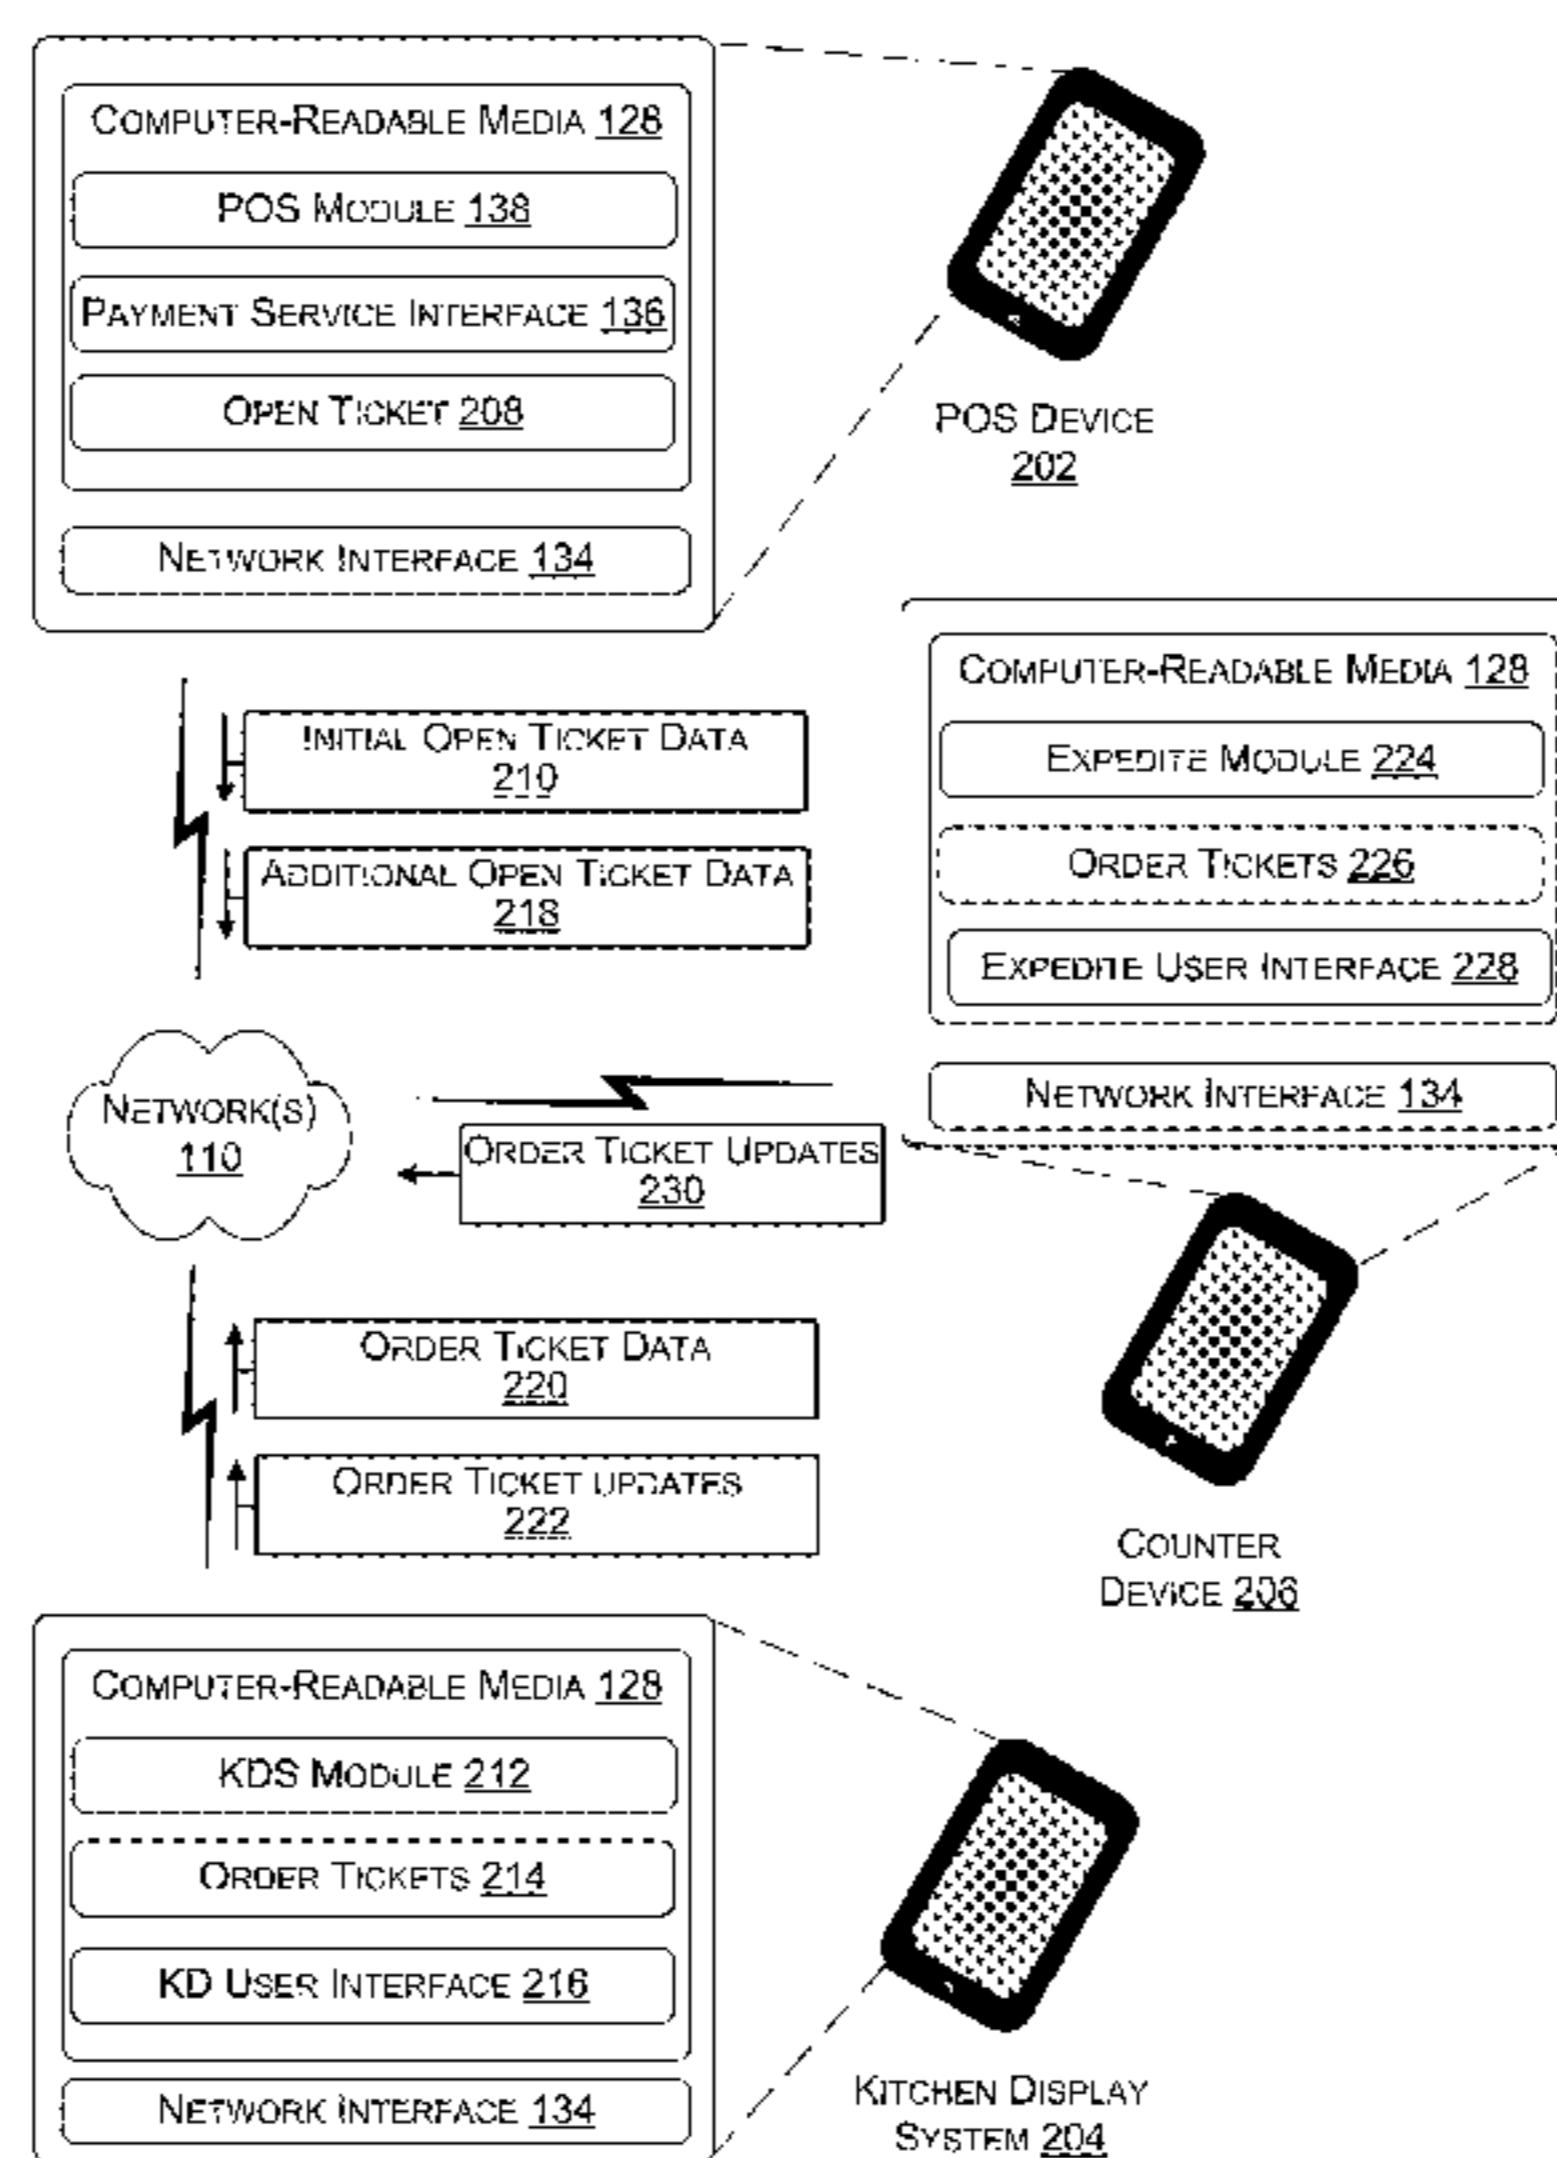 COMPUTER-READABLE MEDIA 128
POS MODULE 138
PAYMENT SERVICE INTERFACE 136
OPEN TICKET 208
NETWORK INTERFACE 134
POS DEVICE
202
INITIAL OPEN TICKET DATA
210
ADDITIONAL OPEN TICKET DATA
218
COMPUTER-READABLE MEDIA 128
EXPEDITE MODULE 224
ORDER TICKETS 226
EXPEDITE USER INTERFACE 228
NETWORK INTERFACE 134
NETWORK(S)
110
ORDER TICKET UPDATES
230
ORDER TICKET DATA
220
ORDER TICKET UPDATES
222
COUNTER
DEVICE 206
COMPUTER-READABLE MEDIA 128
KDS MODULE 212
ORDER TICKETS 214
KD USER INTERFACE 216
NETWORK INTERFACE 134
KITCHEN DISPLAY
SYSTEM 204